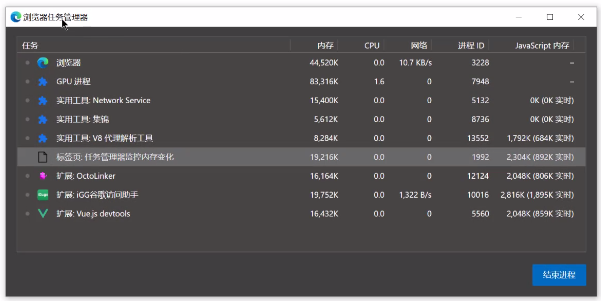 浏览器任务管理器
任务 内存 CPU 网络 进程 ID JavaScript 内存
浏览器 44,520K 0.0 10.7 KB/s 3228 –
GPU 进程 83,316K 1.6 0 7948 –
实用工具: Network Service 15,400K 0.0 0 5132 0K (0K 实时)
实用工具: 集锦 5,612K 0.0 0 8736 0K (0K 实时)
实用工具: V8 代理解析工具 8,284K 0.0 0 13552 1,792K (684K 实时)
标签页: 任务管理器监控内存变化 19,216K 0.0 0 1992 2,304K (892K 实时)
扩展: OctoLinker 16,164K 0.0 0 12124 2,048K (806K 实时)
扩展: iGG谷歌访问助手 19,752K 0.0 1,322 B/s 10016 2,816K (1,895K 实时)
扩展: Vue.js devtools 16,432K 0.0 0 5560 2,048K (859K 实时)
结束进程